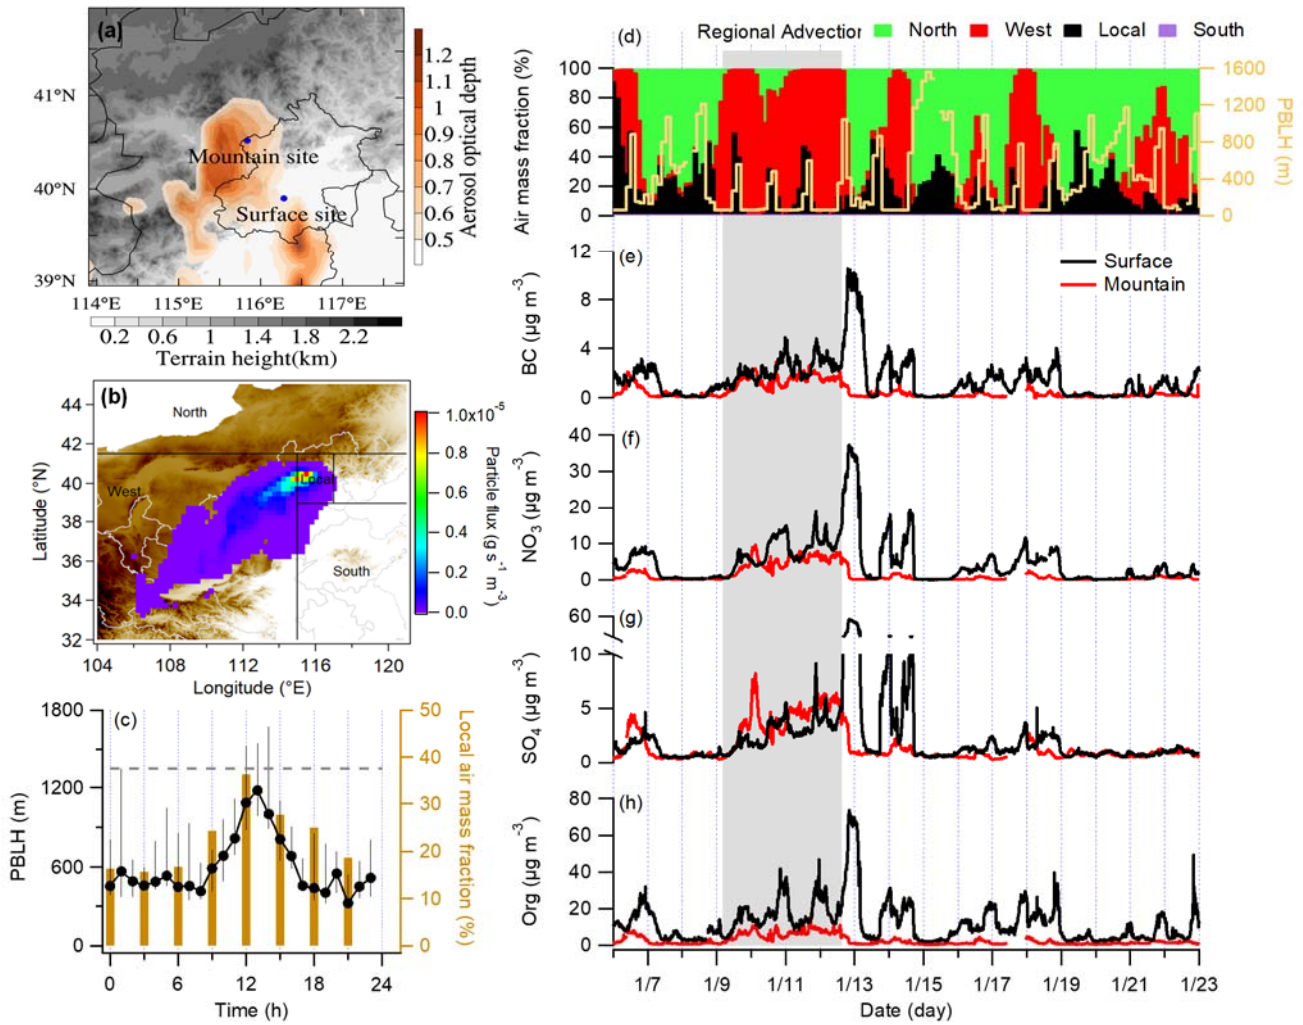 (a)
41°N
40°N
39°N
Mountain site
Surface site
114°E 115°E 116°E 117°E
0.2 0.6 1 1.4 1.8 2.2
Terrain height(km)
1.2
1.1
1
0.9
0.8
0.7
0.6
0.5
Aerosol optical depth
(b)
North
West
Local
South
44
42
40
38
36
34
32
Latitude (°N)
104 108 112 116 120
Longitude (°E)
1.0x10⁻⁵
0.8
0.6
0.4
0.2
0.0
Particle flux (g s⁻¹ m⁻³)
(c)
1800
1200
600
0
PBLH (m)
50
40
30
20
10
0
Local air mass fraction (%)
0 6 12 18 24
Time (h)
(d)
Regional Advection North West Local South
100
80
60
40
20
0
Air mass fraction (%)
1600
1200
800
400
0
PBLH (m)
(e)
Surface
Mountain
12
8
4
0
BC (µg m⁻³)
(f)
40
30
20
10
0
NO₃ (µg m⁻³)
(g)
60
10
5
0
SO₄ (µg m⁻³)
(h)
80
60
40
20
0
Org (µg m⁻³)
1/7 1/9 1/11 1/13 1/15 1/17 1/19 1/21 1/23
Date (day)